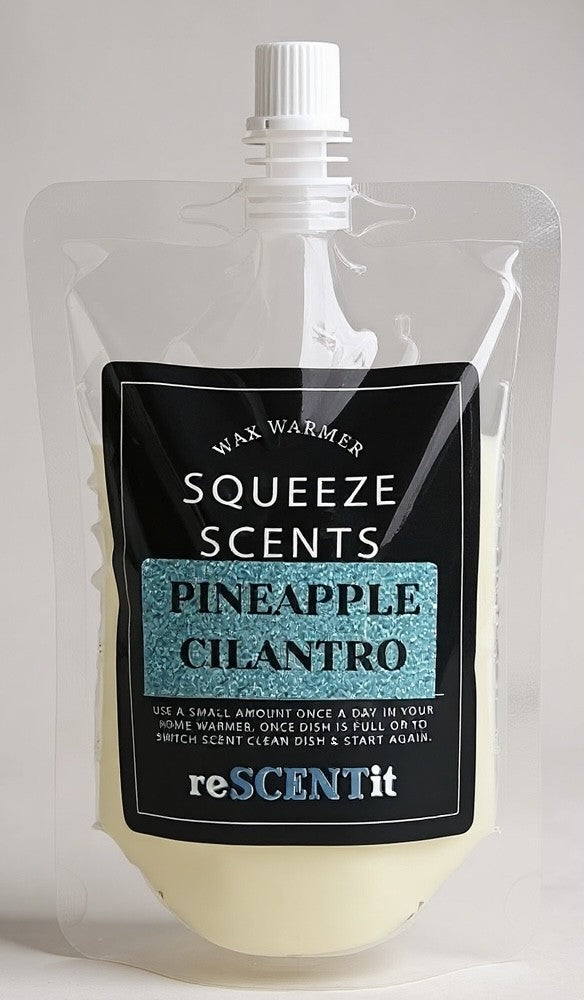 WAX WARMER
SQUEEZE
SCENTS
PINEAPPLE
CILANTRO
USE A SMALL AMOUNT ONCE A DAY IN YOUR
HOME WARMER, ONCE DISH IS FULL OR TO
SWITCH SCENT CLEAN DISH & START AGAIN.
reSCENTit